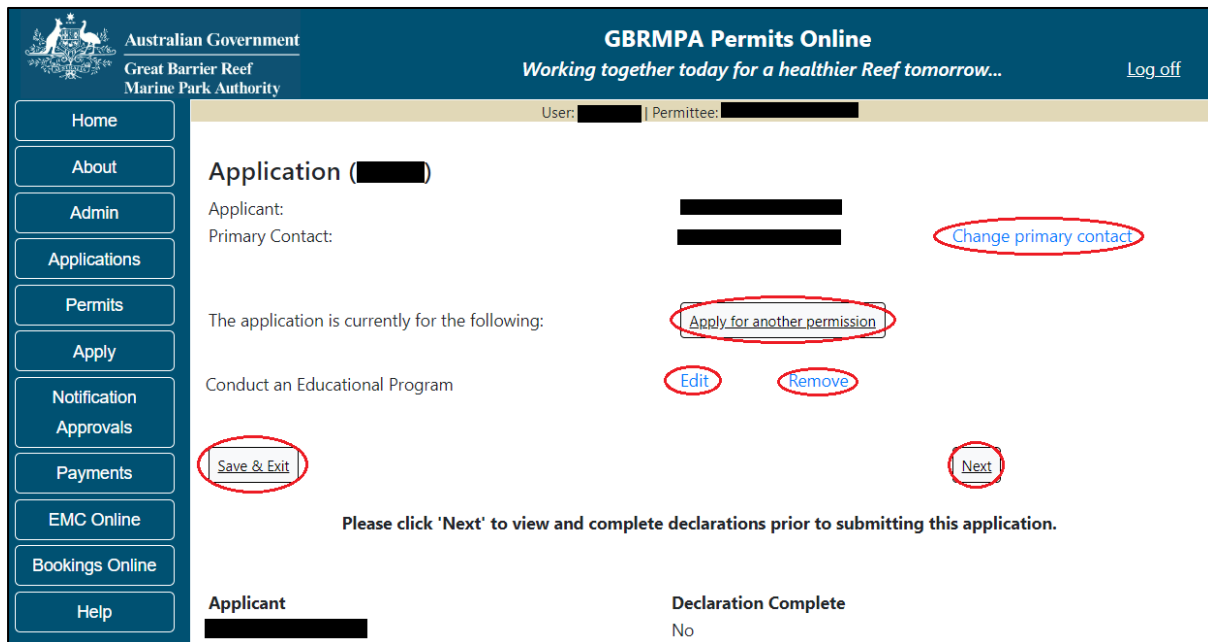 Australian Government
Great Barrier Reef
Marine Park Authority
GBRMPA Permits Online
Working together today for a healthier Reef tomorrow...
Log off
Home
About
Admin
Applications
Permits
Apply
Notification
Approvals
Payments
EMC Online
Bookings Online
Help
User: | Permittee:
Application ( )
Applicant:
Primary Contact: Change primary contact
The application is currently for the following: Apply for another permission
Conduct an Educational Program Edit Remove
Save & Exit Next
Please click 'Next' to view and complete declarations prior to submitting this application.
Applicant Declaration Complete
No